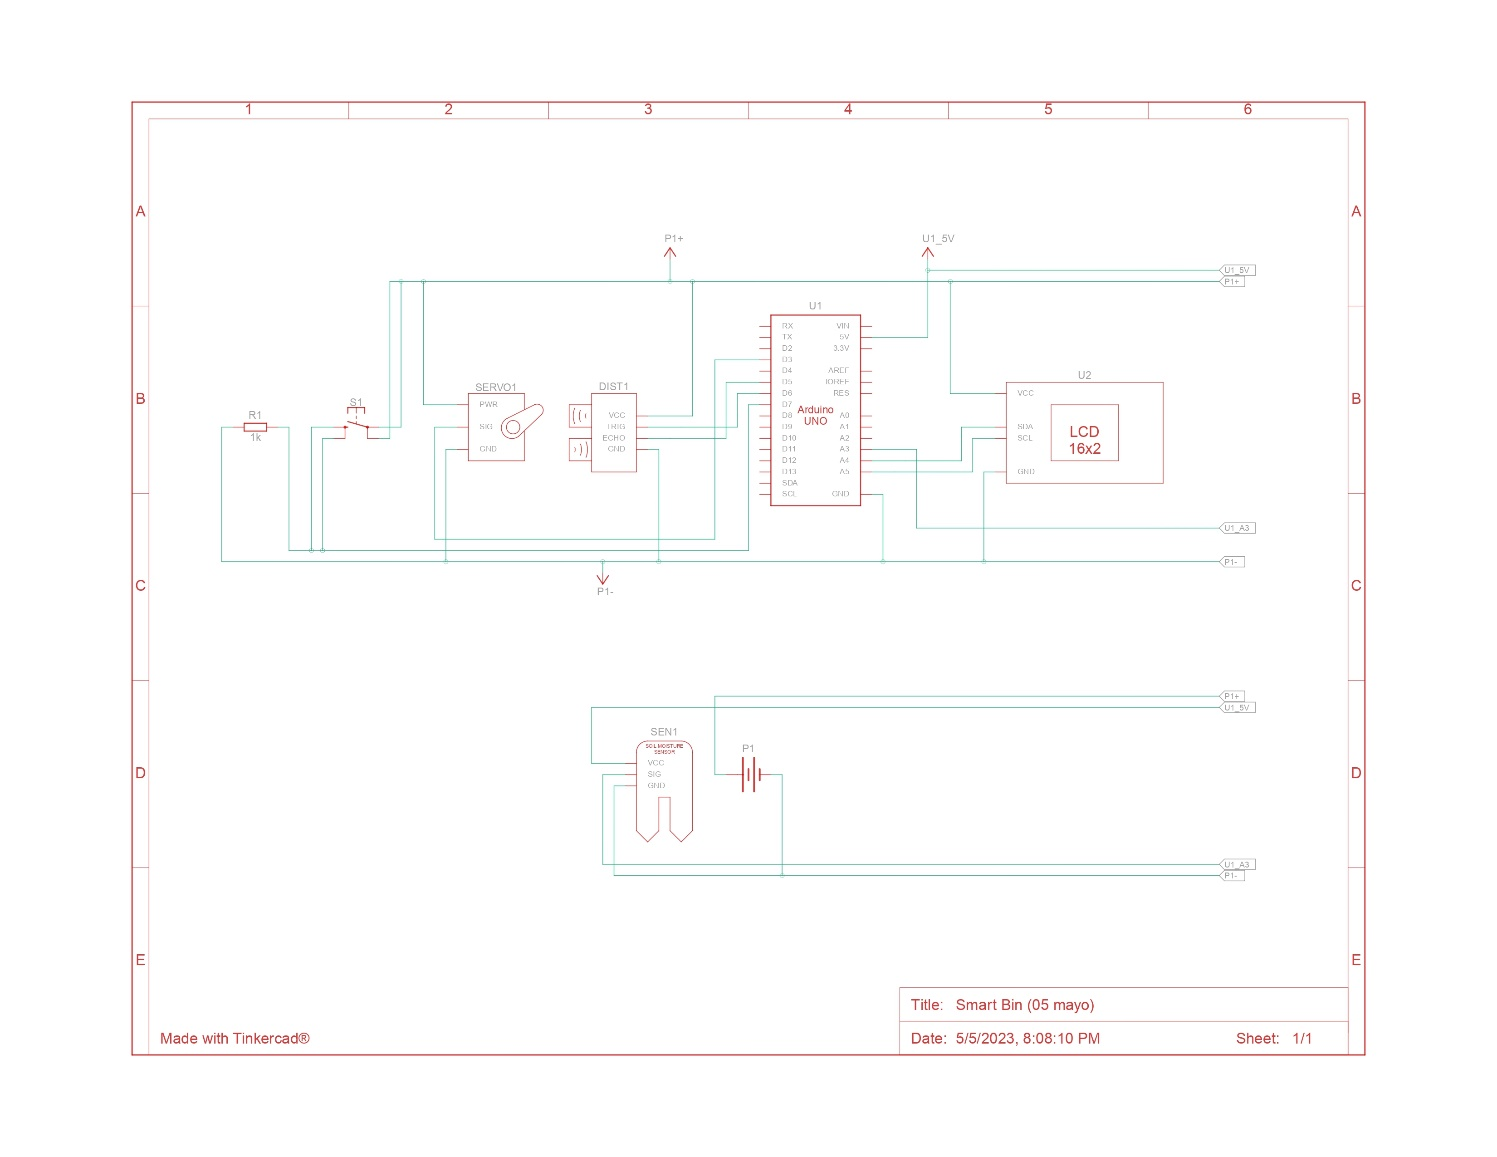 1 2 3 4 5 6
A A
P1+ U1_5V
U1_5V
P1+
U1
RX VIN
TX 5V
D2 3.3V
D3
D4 AREF
D5 IOREF
D6 RES
D7
D8 A0
D9 A1
D10 A2
D11 A3
D12 A4
D13 A5
SDA
SCL GND
Arduino
UNO
B B
R1
1k
S1
SERVO1
PWR
SIG
GND
DIST1
VCC
TRIG
ECHO
GND
U2
VCC
SDA
SCL
GND
LCD
16x2
U1_A3
P1-
P1-
C C
P1+
U1_5V
SEN1
SOIL MOISTURE
SENSOR
VCC
SIG
GND
P1
D D
U1_A3
P1-
E E
Title: Smart Bin (05 mayo)
Made with Tinkercad®
Date: 5/5/2023, 8:08:10 PM Sheet: 1/1